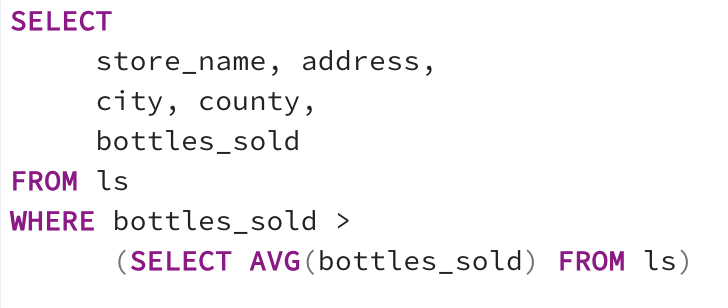 SELECT
store_name, address,
city, county,
bottles_sold
FROM ls
WHERE bottles_sold >
(SELECT AVG(bottles_sold) FROM ls)